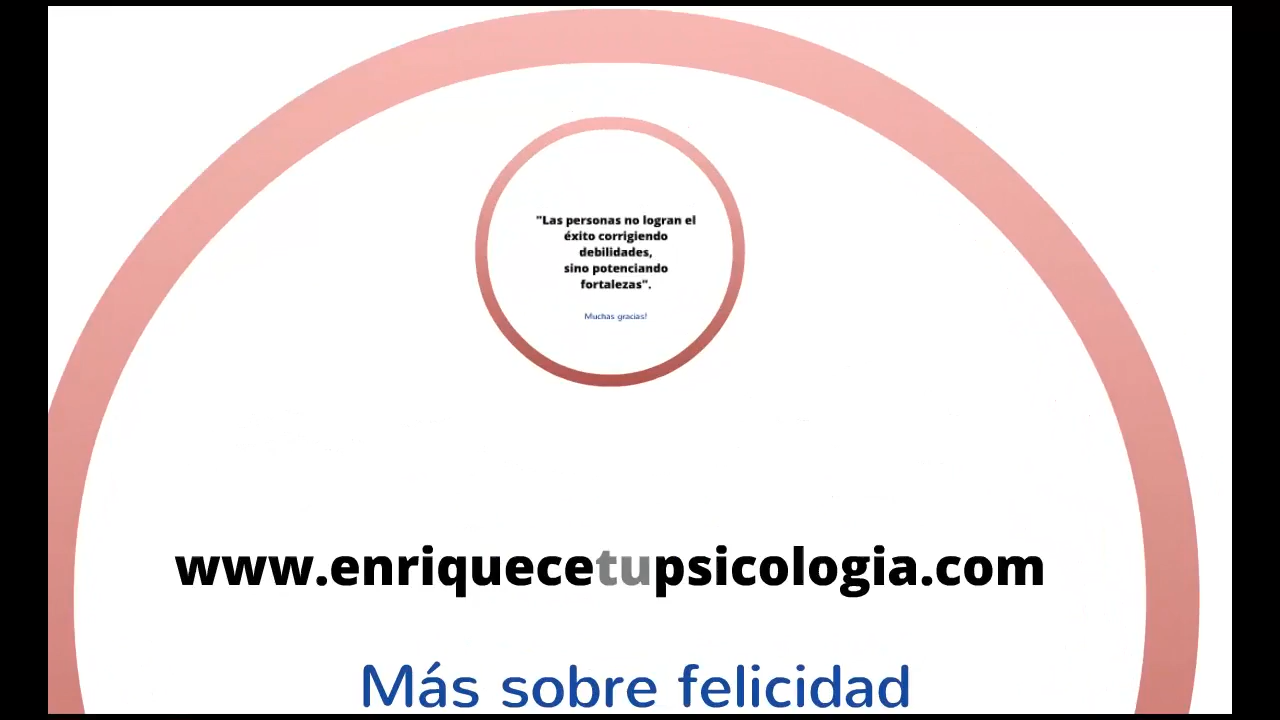 "Las personas no logran el
éxito corrigiendo
debilidades,
sino potenciando
fortalezas".
Muchas gracias!
www.enriquecetupsicologia.com
Más sobre felicidad